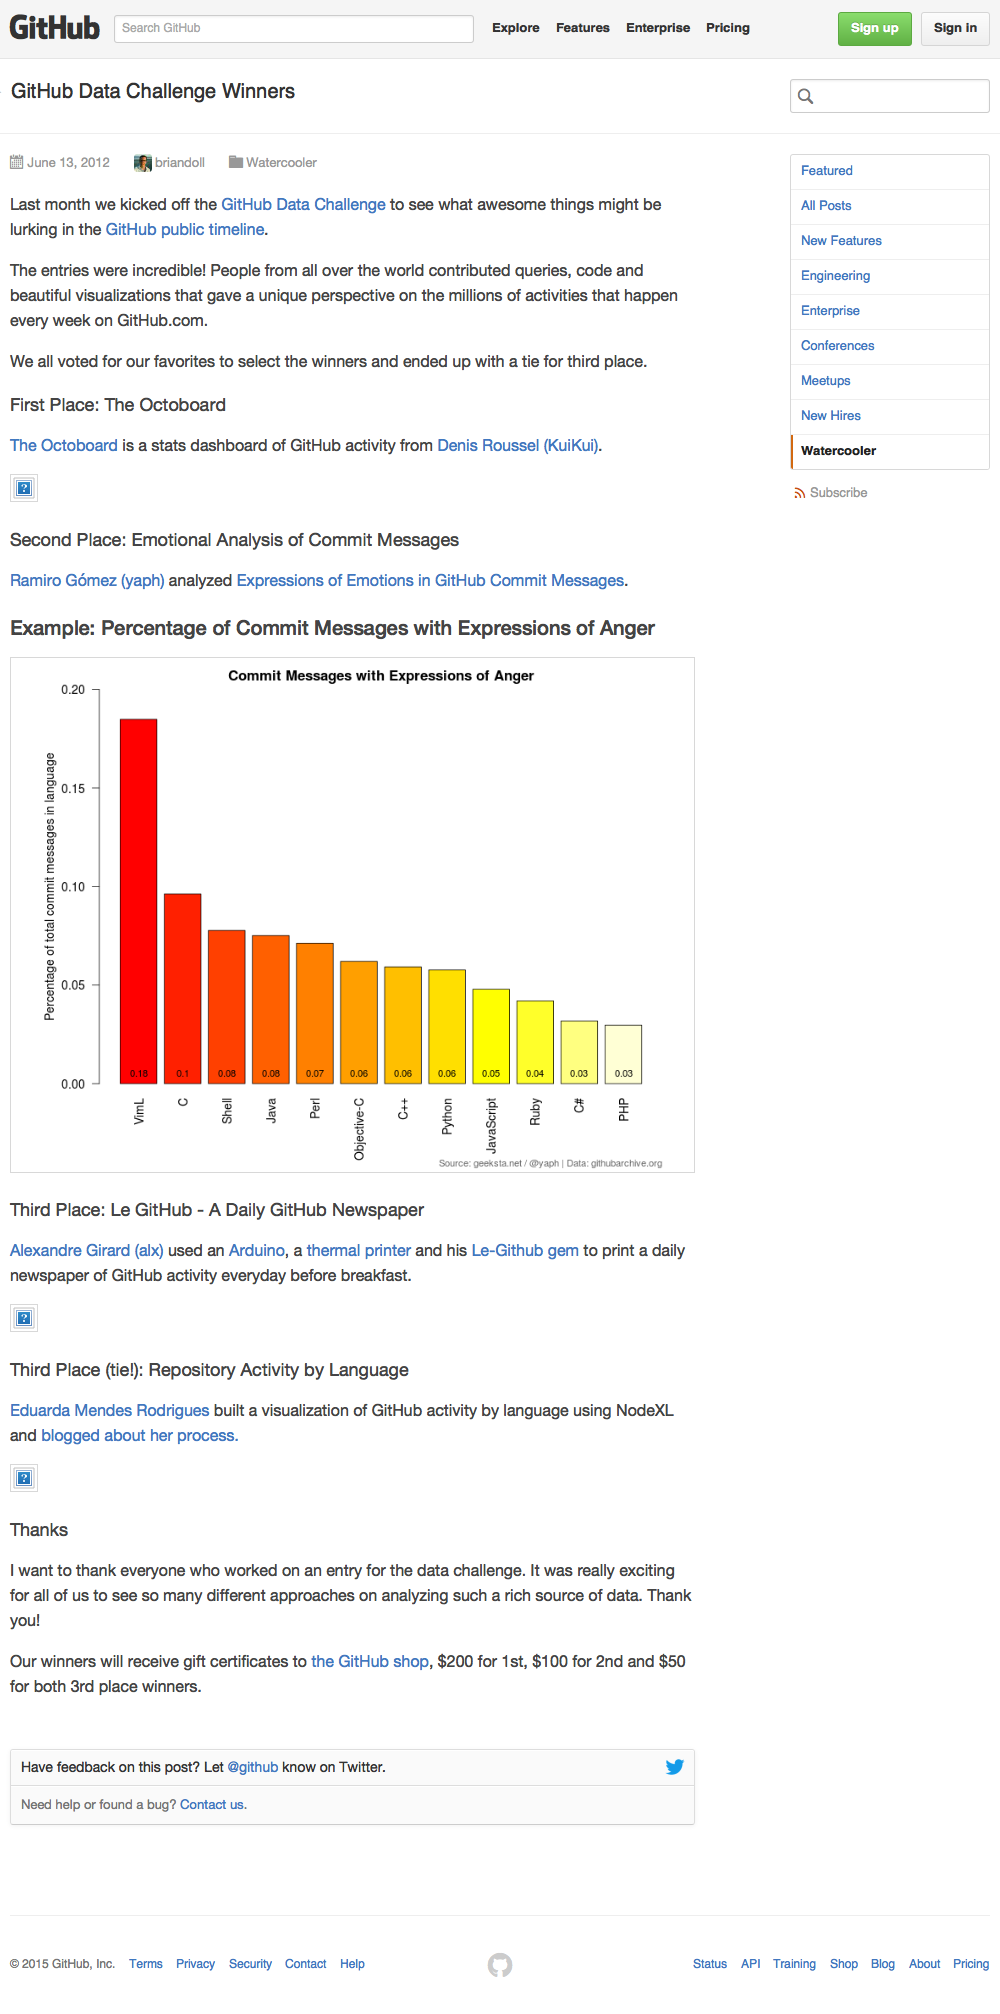 GitHub
Search GitHub
Explore Features Enterprise Pricing
Sign up Sign in
GitHub Data Challenge Winners
June 13, 2012 briandoll Watercooler
Last month we kicked off the GitHub Data Challenge to see what awesome things might be
lurking in the GitHub public timeline.
The entries were incredible! People from all over the world contributed queries, code and
beautiful visualizations that gave a unique perspective on the millions of activities that happen
every week on GitHub.com.
We all voted for our favorites to select the winners and ended up with a tie for third place.
First Place: The Octoboard
The Octoboard is a stats dashboard of GitHub activity from Denis Roussel (KuiKui).
Second Place: Emotional Analysis of Commit Messages
Ramiro Gómez (yaph) analyzed Expressions of Emotions in GitHub Commit Messages.
Example: Percentage of Commit Messages with Expressions of Anger
Commit Messages with Expressions of Anger
Percentage of total commit messages in language
0.20
0.15
0.10
0.05
0.00
0.18 0.1 0.08 0.08 0.07 0.06 0.06 0.06 0.05 0.04 0.03 0.03
VimL C Shell Java Perl Objective-C C++ Python JavaScript Ruby C# PHP
Source: geeksta.net / @yaph | Data: githubarchive.org
Third Place: Le GitHub - A Daily GitHub Newspaper
Alexandre Girard (alx) used an Arduino, a thermal printer and his Le-Github gem to print a daily
newspaper of GitHub activity everyday before breakfast.
Third Place (tie!): Repository Activity by Language
Eduarda Mendes Rodrigues built a visualization of GitHub activity by language using NodeXL
and blogged about her process.
Thanks
I want to thank everyone who worked on an entry for the data challenge. It was really exciting
for all of us to see so many different approaches on analyzing such a rich source of data. Thank
you!
Our winners will receive gift certificates to the GitHub shop, $200 for 1st, $100 for 2nd and $50
for both 3rd place winners.
Have feedback on this post? Let @github know on Twitter.
Need help or found a bug? Contact us.
Featured
All Posts
New Features
Engineering
Enterprise
Conferences
Meetups
New Hires
Watercooler
Subscribe
© 2015 GitHub, Inc. Terms Privacy Security Contact Help
Status API Training Shop Blog About Pricing